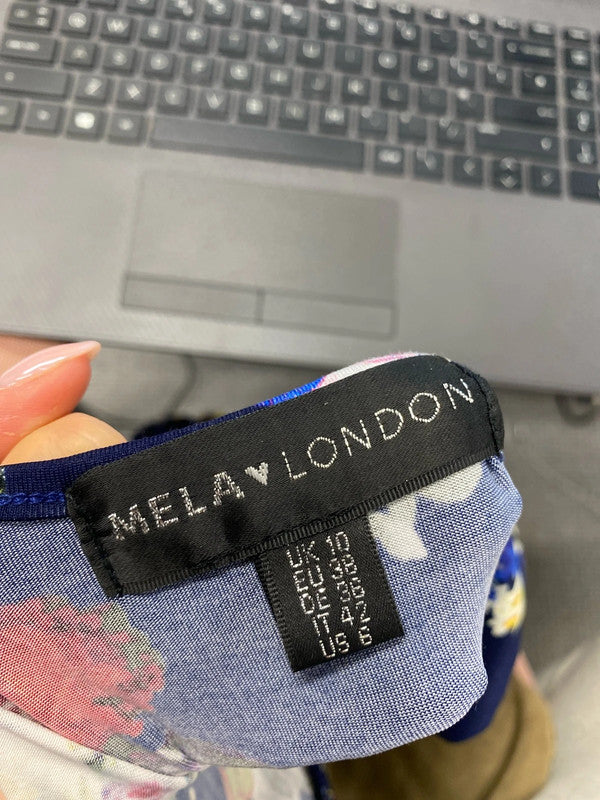 MELA♥LONDON
UK 10
EU 38
DE 36
IT 42
US 6